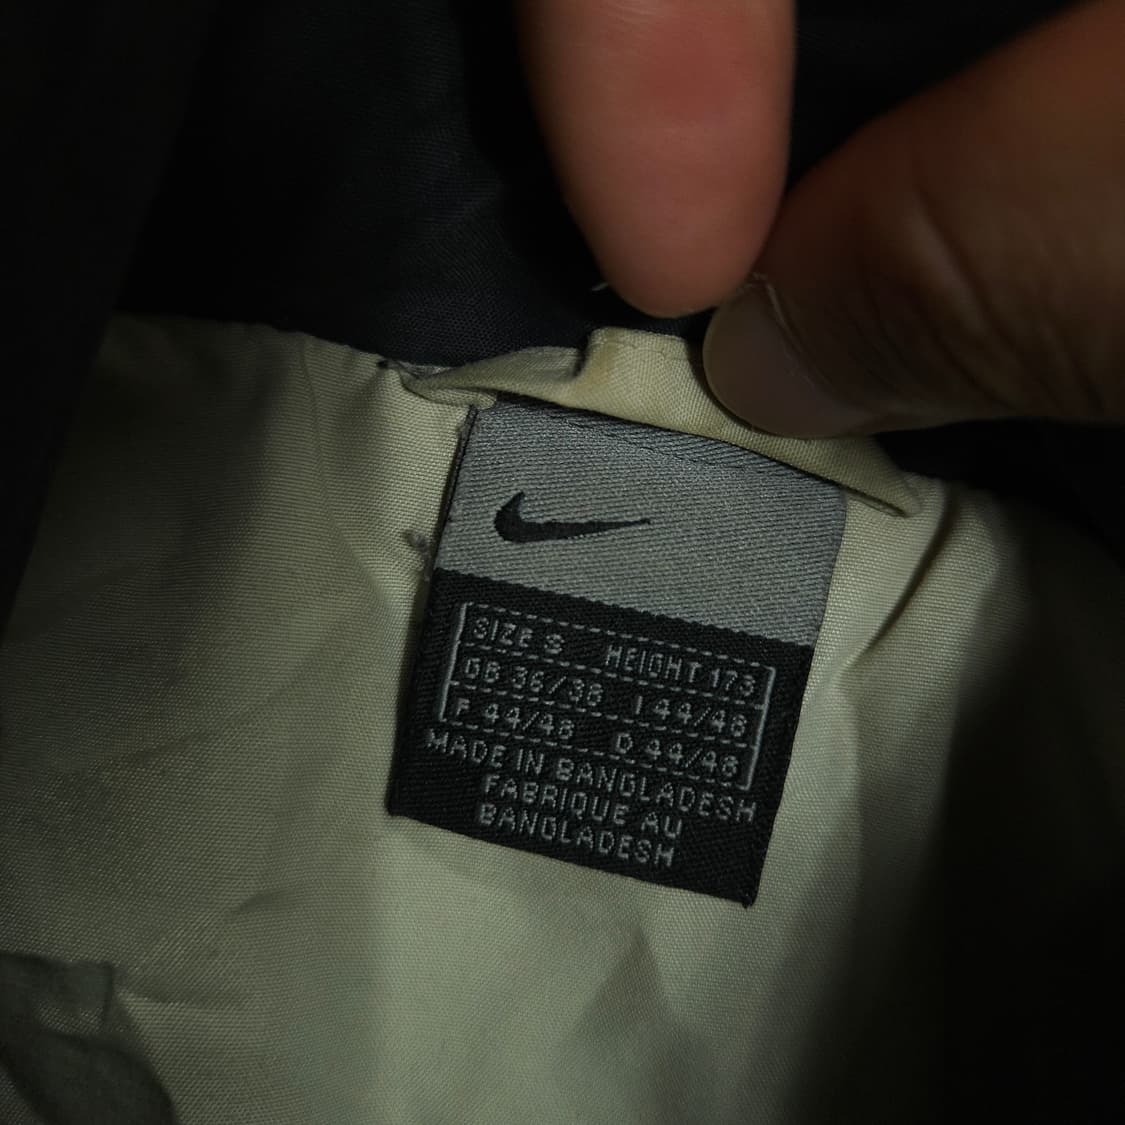 SIZE S HEIGHT 173
GB 36/38 I 44/46
F 44/46 D 44/46
MADE IN BANGLADESH
FABRIQUE AU
BANGLADESH